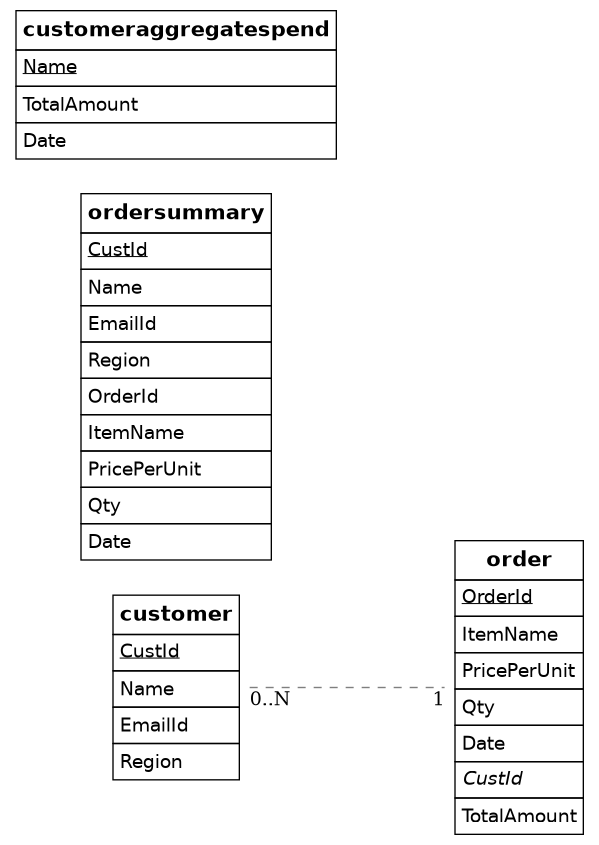 customeraggregatespend
Name
TotalAmount
Date
ordersummary
CustId
Name
EmailId
Region
OrderId
ItemName
PricePerUnit
Qty
Date
customer
CustId
Name
EmailId
Region
0..N
1
order
OrderId
ItemName
PricePerUnit
Qty
Date
CustId
TotalAmount